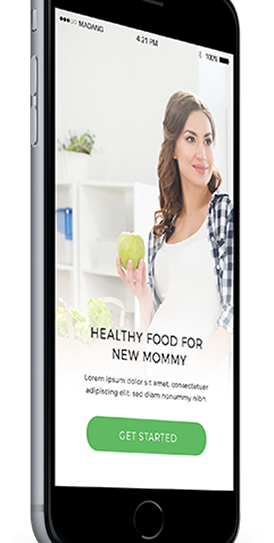 MADANG
4:21 PM
100%
HEALTHY FOOD FOR
NEW MOMMY
Lorem ipsum dolor sit amet, consectetuer
adipiscing elit, sed diam nonummy nibh.
GET STARTED